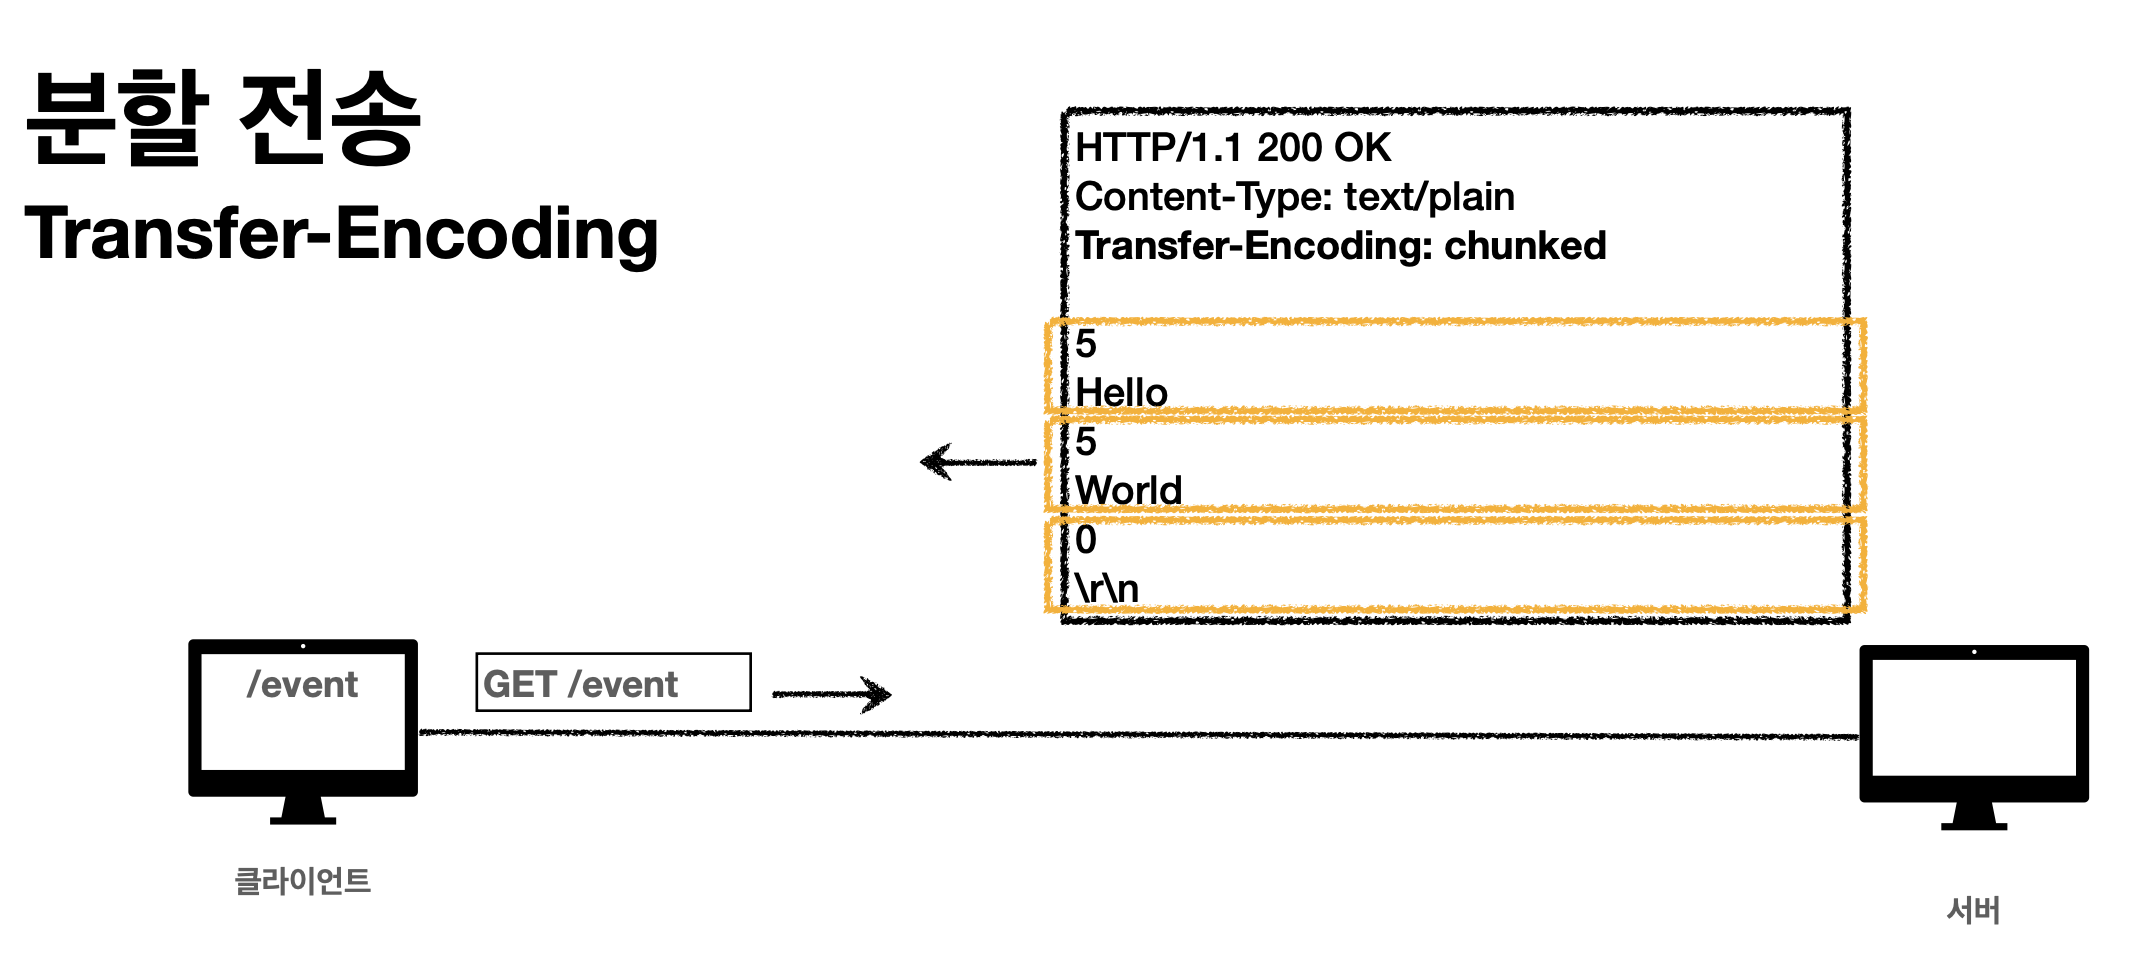 분할 전송
Transfer-Encoding
HTTP/1.1 200 OK
Content-Type: text/plain
Transfer-Encoding: chunked
5
Hello
5
World
0
\r\n
/event
GET /event
클라이언트
서버